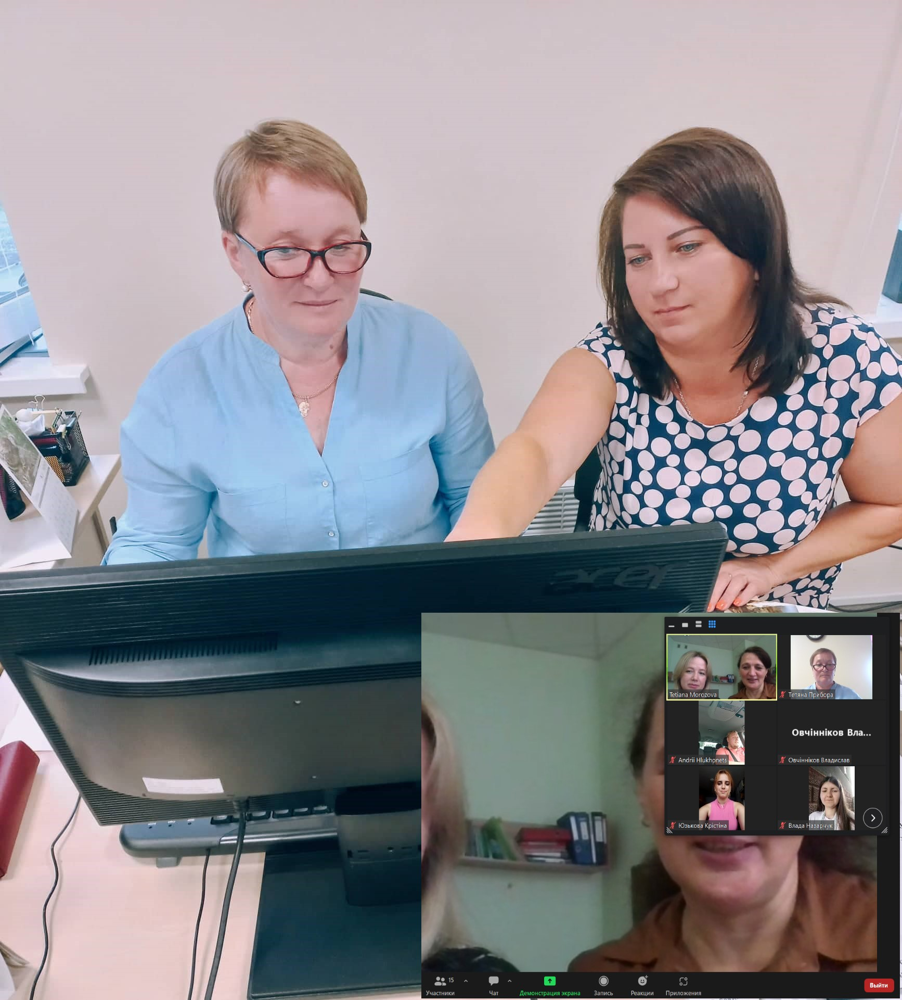 acer
Tetiana Morozova
Тетяна Прибора
Овчінніков Вла...
Andrii Hlukhonets
Овчінніков Владислав
Юзькова Крістіна
Влада Назарчук
15
Участники
Чат
Демонстрация экрана
Запись
Реакции
Приложения
Выйти